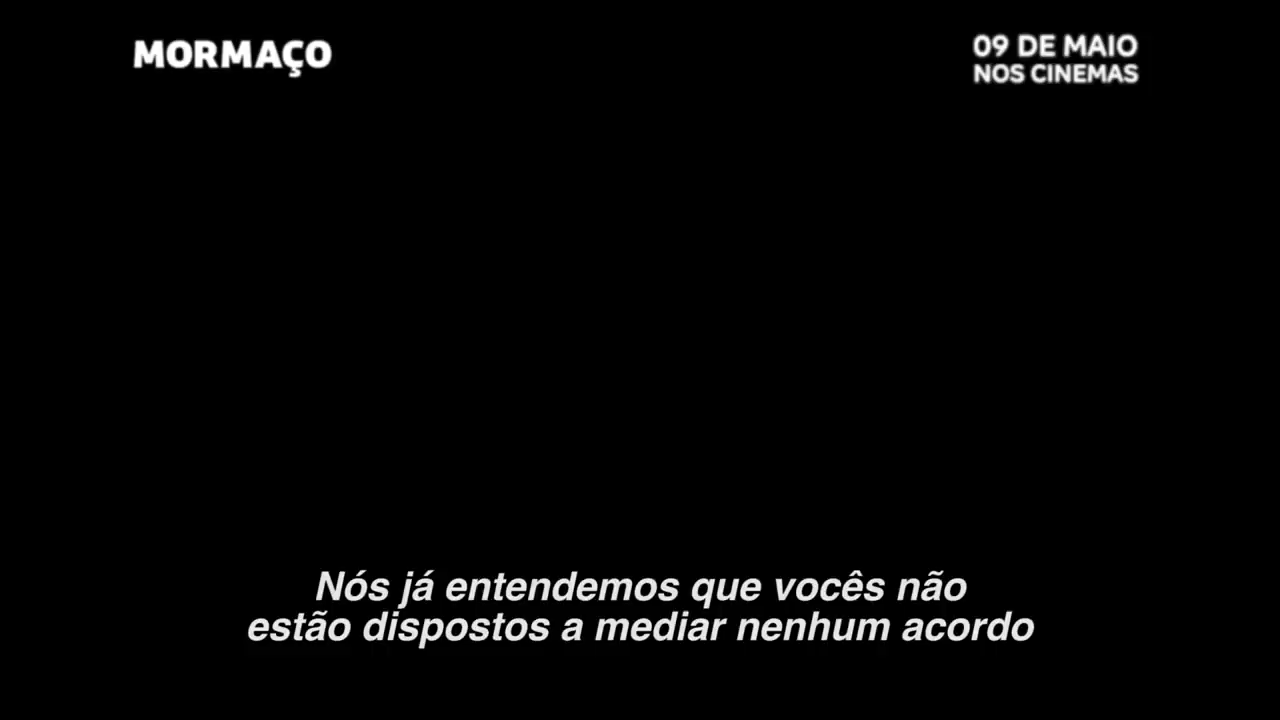 MORMAÇO
09 DE MAIO
NOS CINEMAS
Nós já entendemos que vocês não
estão dispostos a mediar nenhum acordo